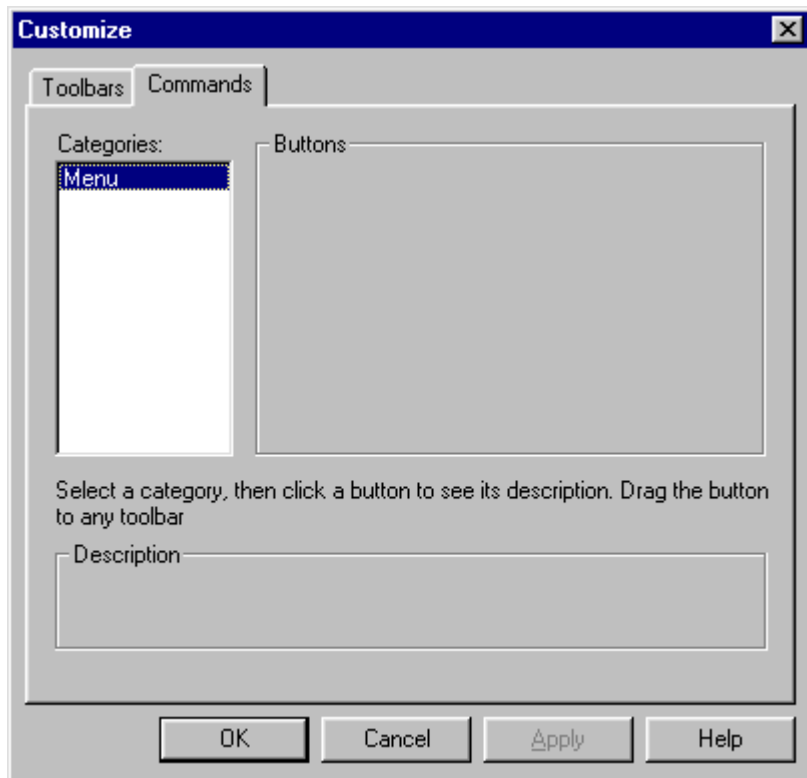 Customize
Toolbars
Commands
Categories:
Buttons
Menu
Select a category, then click a button to see its description. Drag the button
to any toolbar
Description
OK
Cancel
Apply
Help